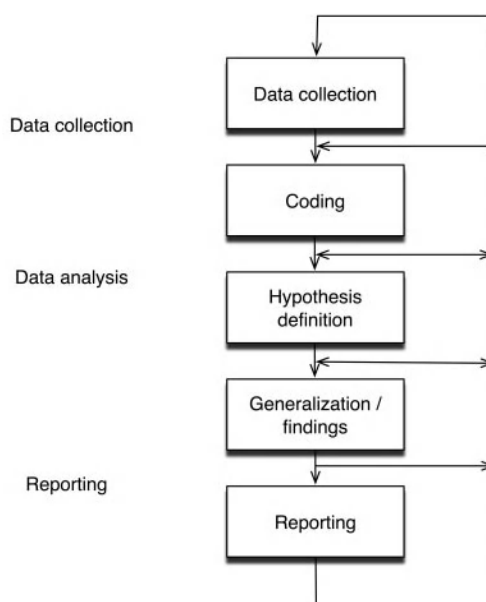 Data collection
Data collection
Coding
Data analysis
Hypothesis
definition
Generalization /
findings
Reporting
Reporting